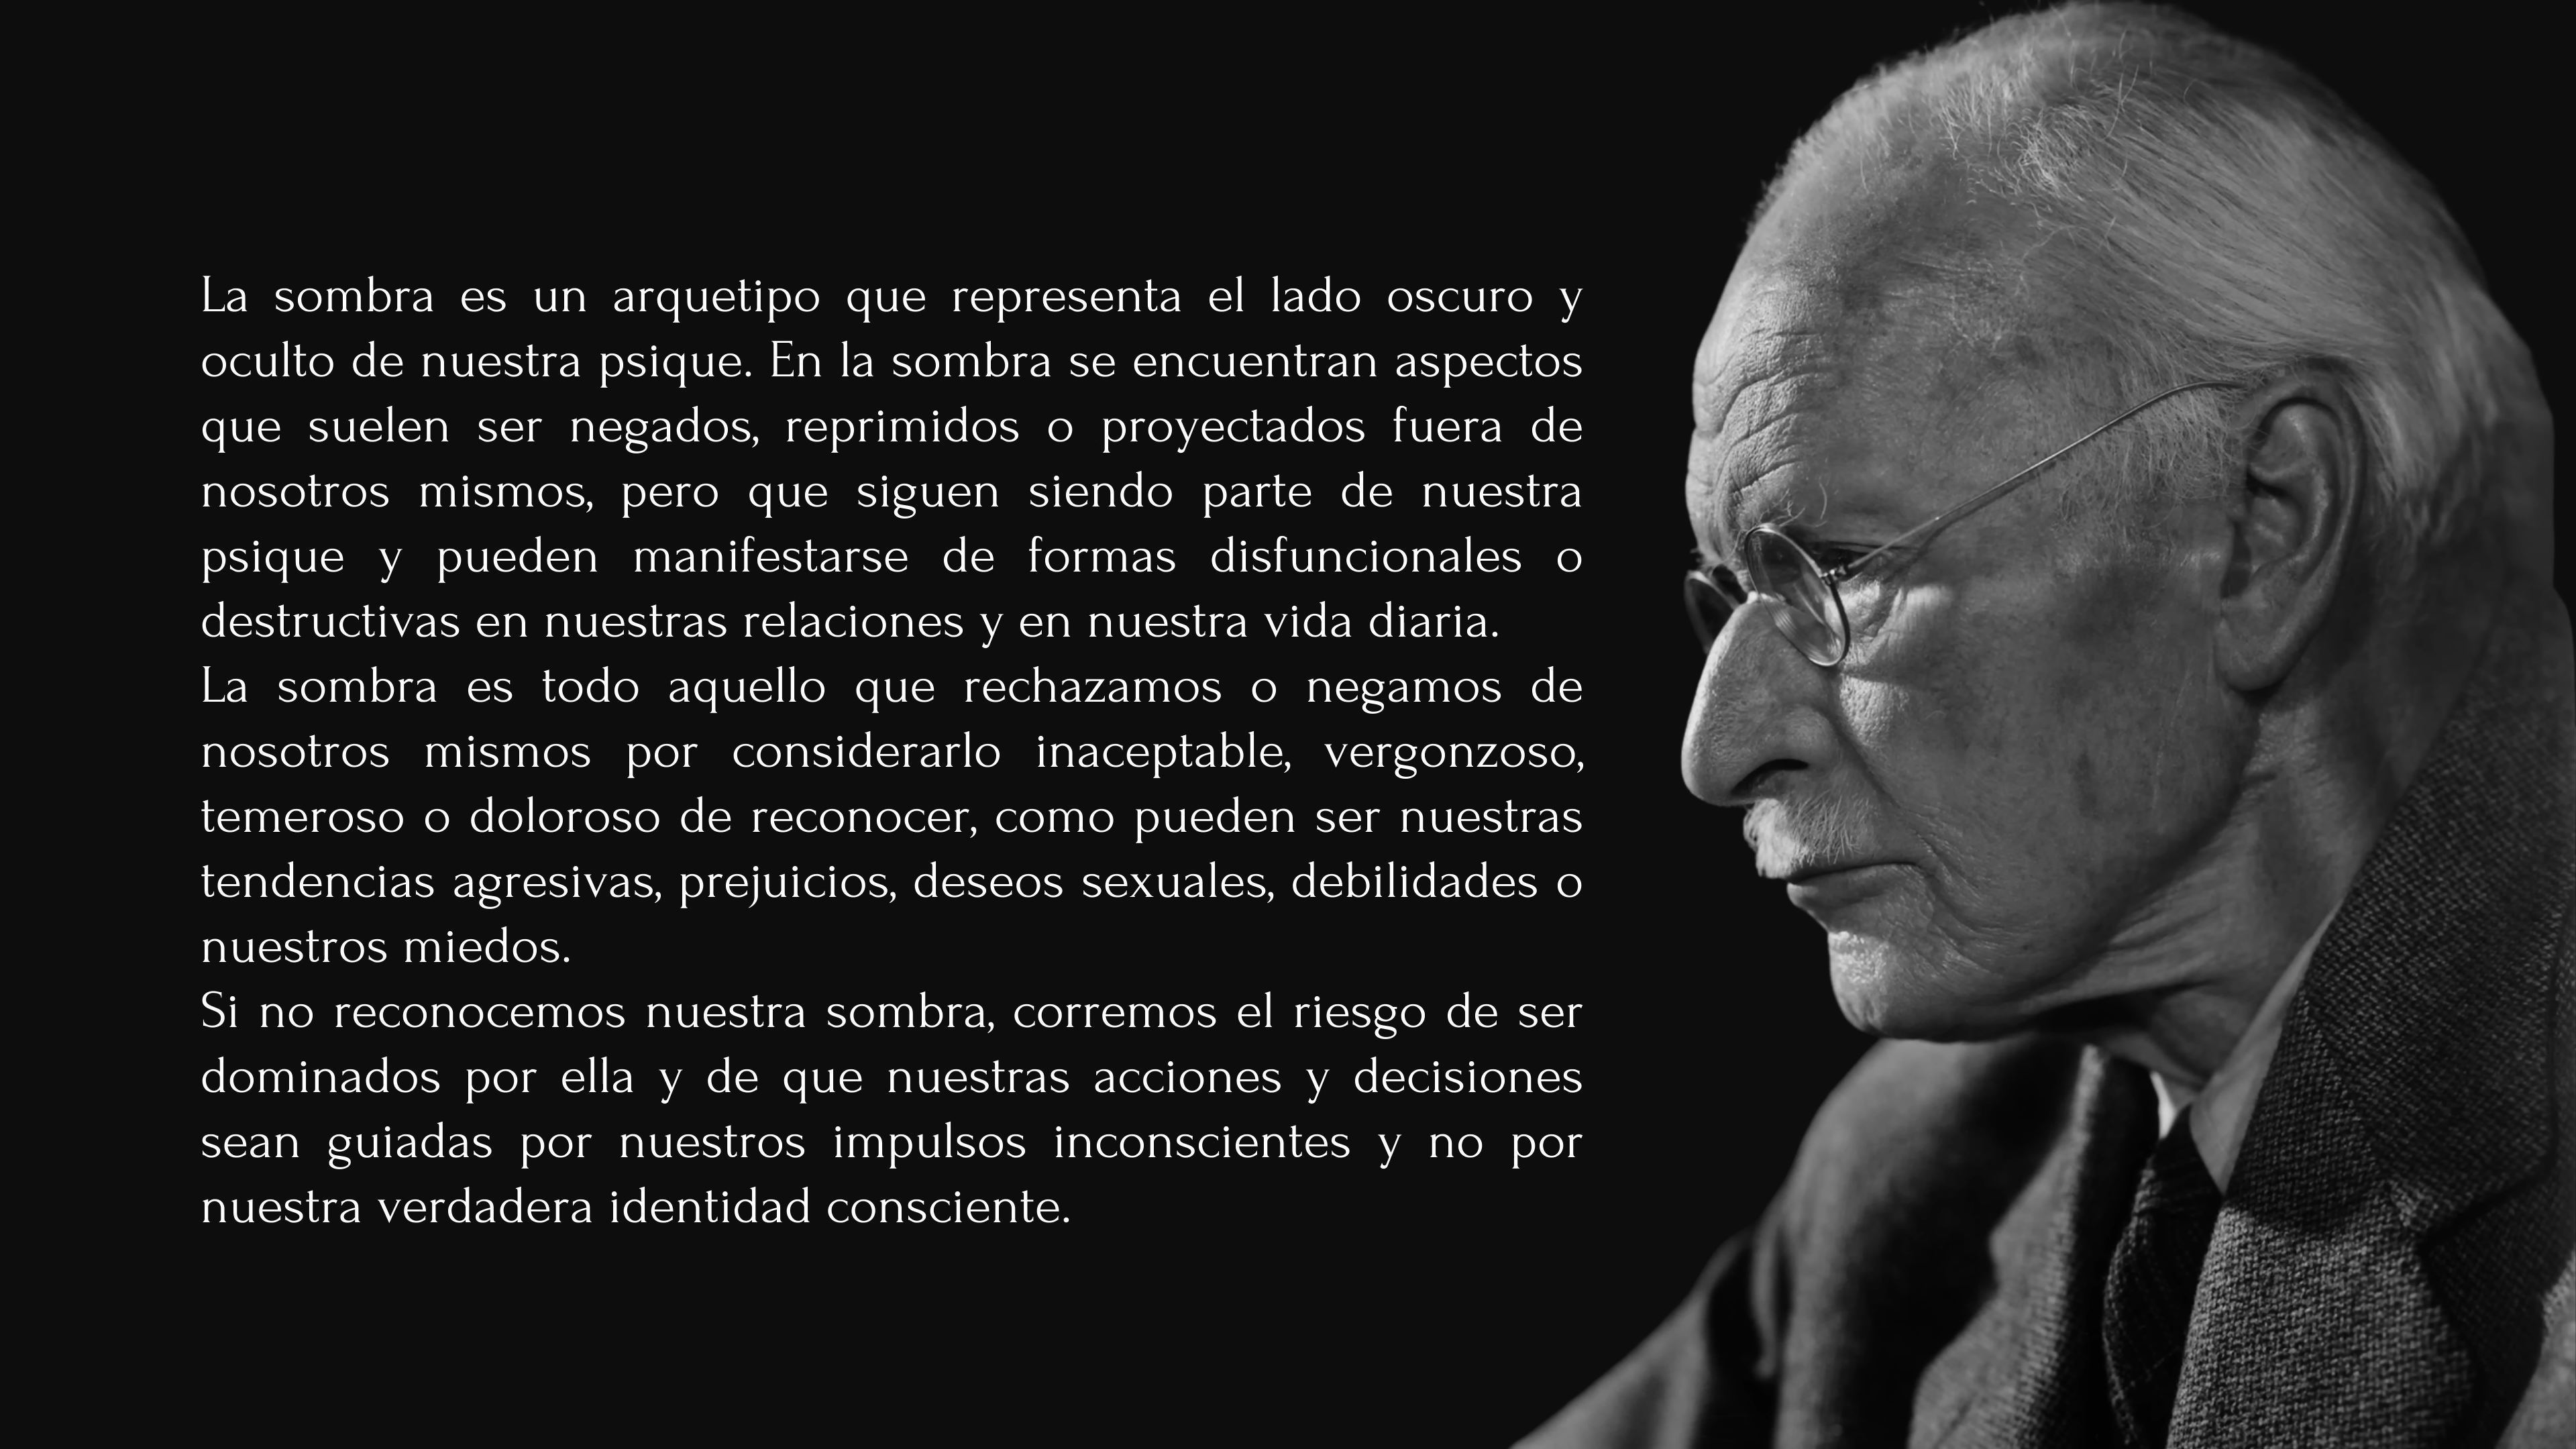 La sombra es un arquetipo que representa el lado oscuro y
oculto de nuestra psique. En la sombra se encuentran aspectos
que suelen ser negados, reprimidos o proyectados fuera de
nosotros mismos, pero que siguen siendo parte de nuestra
psique y pueden manifestarse de formas disfuncionales o
destructivas en nuestras relaciones y en nuestra vida diaria.
La sombra es todo aquello que rechazamos o negamos de
nosotros mismos por considerarlo inaceptable, vergonzoso,
temeroso o doloroso de reconocer, como pueden ser nuestras
tendencias agresivas, prejuicios, deseos sexuales, debilidades o
nuestros miedos.
Si no reconocemos nuestra sombra, corremos el riesgo de ser
dominados por ella y de que nuestras acciones y decisiones
sean guiadas por nuestros impulsos inconscientes y no por
nuestra verdadera identidad consciente.